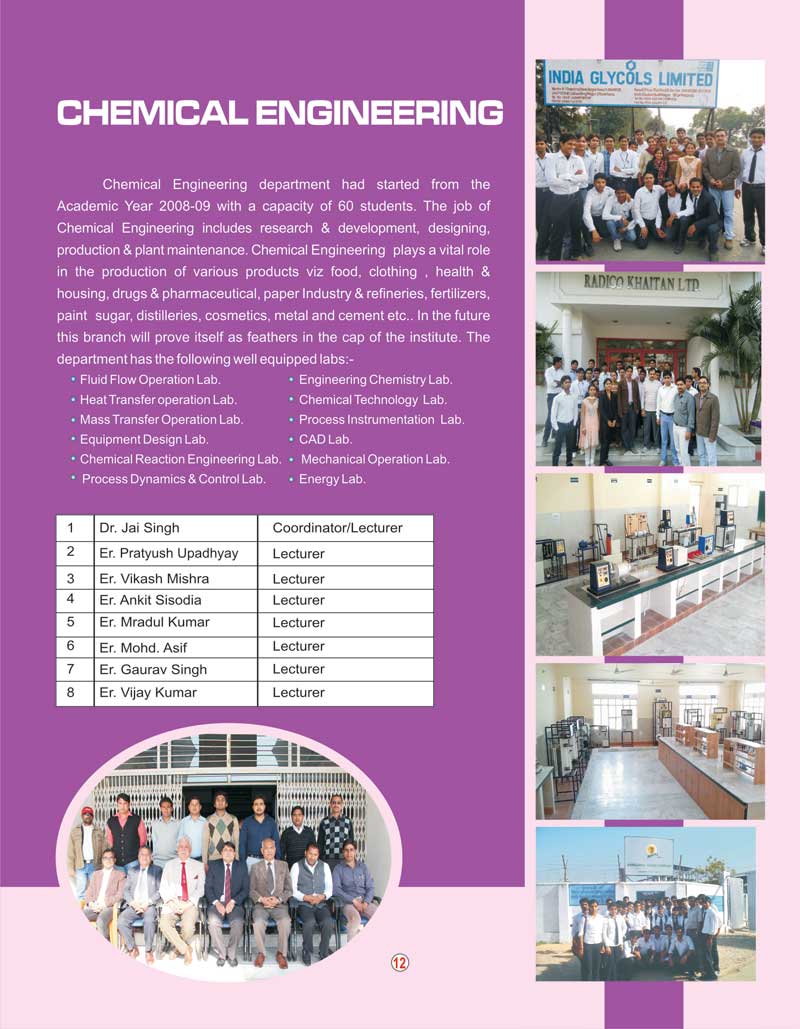 CHEMICAL ENGINEERING
Chemical Engineering department had started from the
Academic Year 2008-09 with a capacity of 60 students. The job of
Chemical Engineering includes research & development, designing,
production & plant maintenance. Chemical Engineering plays a vital role
in the production of various products viz food, clothing , health &
housing, drugs & pharmaceutical, paper Industry & refineries, fertilizers,
paint sugar, distilleries, cosmetics, metal and cement etc.. In the future
this branch will prove itself as feathers in the cap of the institute. The
department has the following well equipped labs:-
• Fluid Flow Operation Lab.
• Heat Transfer operation Lab.
• Mass Transfer Operation Lab.
• Equipment Design Lab.
• Chemical Reaction Engineering Lab.
• Process Dynamics & Control Lab.
• Engineering Chemistry Lab.
• Chemical Technology Lab.
• Process Instrumentation Lab.
• CAD Lab.
• Mechanical Operation Lab.
• Energy Lab.
1 Dr. Jai Singh Coordinator/Lecturer
2 Er. Pratyush Upadhyay Lecturer
3 Er. Vikash Mishra Lecturer
4 Er. Ankit Sisodia Lecturer
5 Er. Mradul Kumar Lecturer
6 Er. Mohd. Asif Lecturer
7 Er. Gaurav Singh Lecturer
8 Er. Vijay Kumar Lecturer
INDIA GLYCOLS LIMITED
RADICO KHAITAN LTD.
12